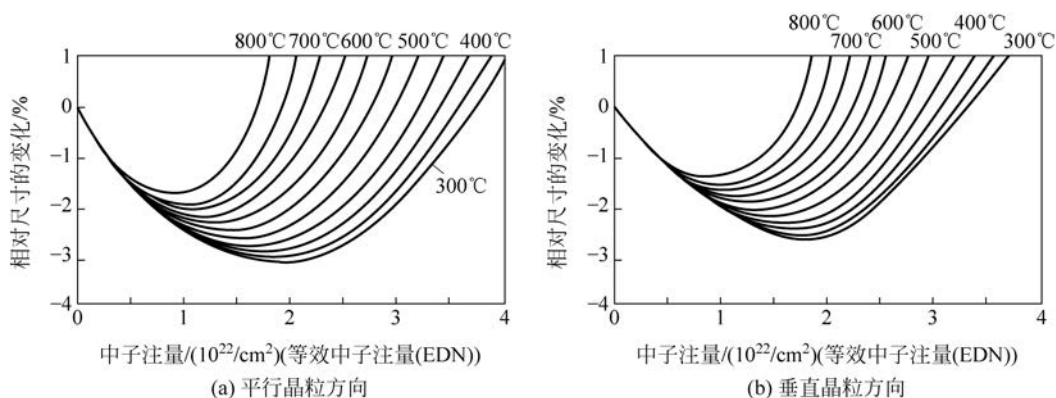 800℃ 700℃ 600℃ 500℃ 400℃
1
0
−1
−2
−3
−4
300℃
0 1 2 3 4
相对尺寸的变化/%
中子注量/(10²²/cm²)(等效中子注量(EDN))
(a) 平行晶粒方向
800℃ 600℃ 400℃
700℃ 500℃ 300℃
1
0
−1
−2
−3
−4
0 1 2 3 4
相对尺寸的变化/%
中子注量/(10²²/cm²)(等效中子注量(EDN))
(b) 垂直晶粒方向